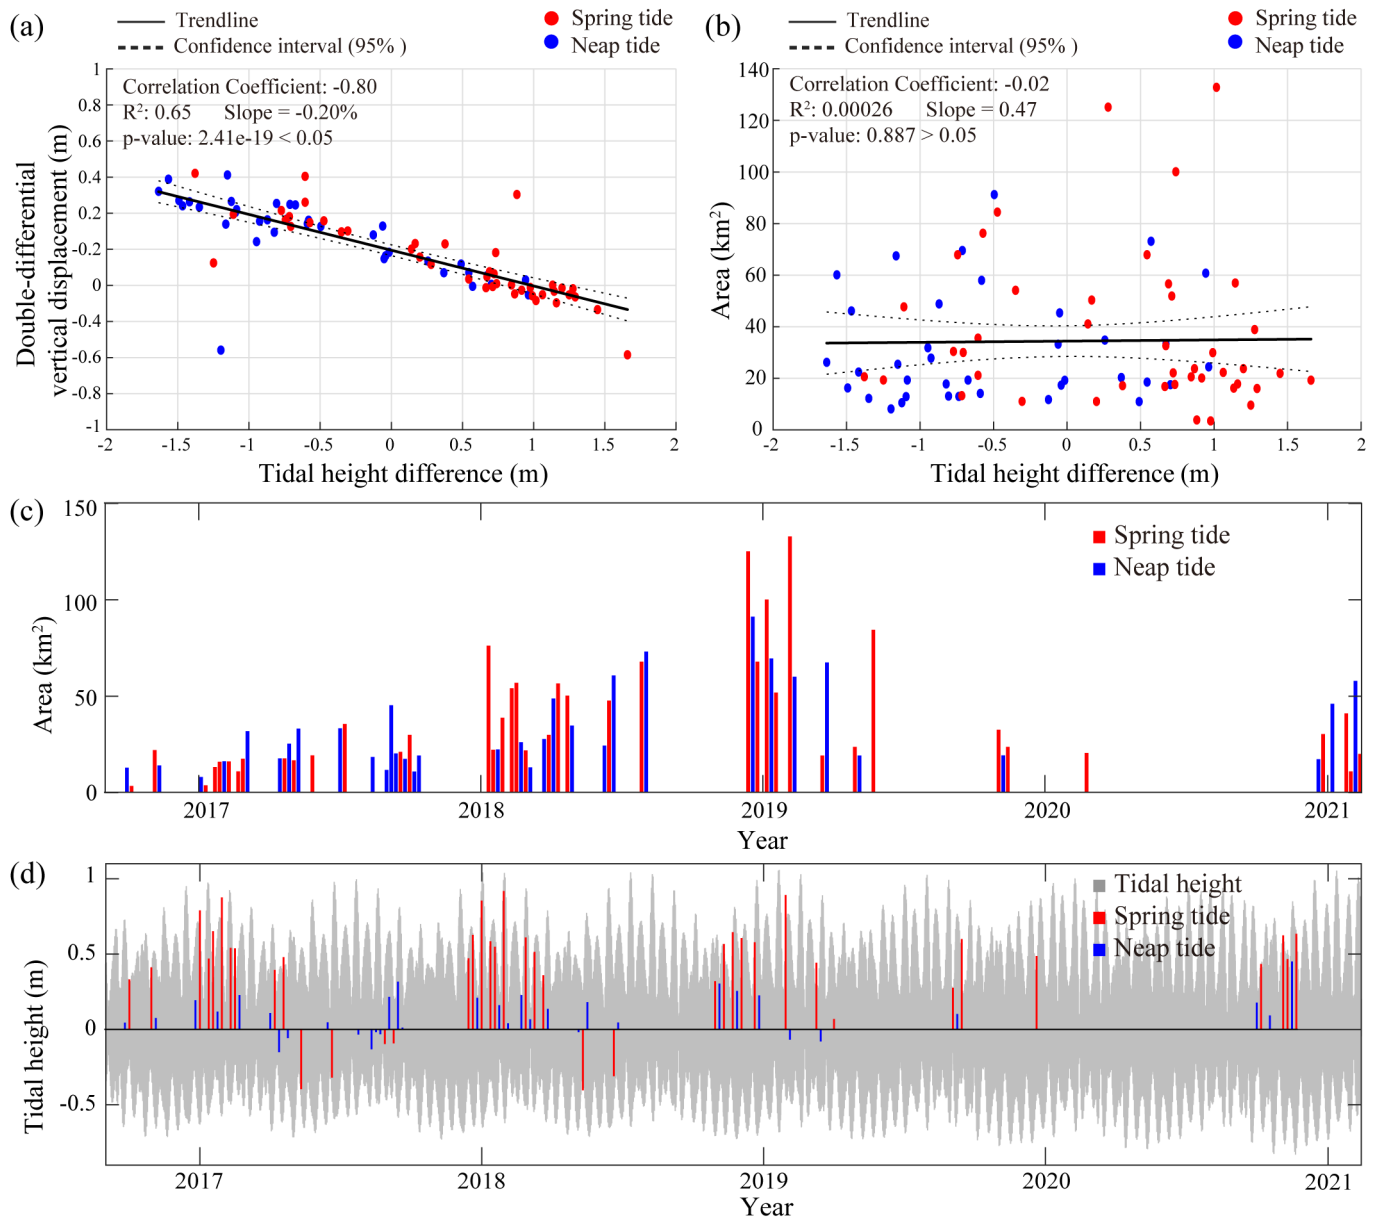 (a)
Trendline
Confidence interval (95% )
Spring tide
Neap tide
Correlation Coefficient: -0.80
R²: 0.65 Slope = -0.20%
p-value: 2.41e-19 < 0.05
Double-differential
vertical displacement (m)
1
0.8
0.6
0.4
0.2
-0.2
0
-0.4
-0.6
-0.8
-1
-2 -1.5 -1 -0.5 0 0.5 1.0 1.5 2
Tidal height difference (m)
(b)
Trendline
Confidence interval (95% )
Spring tide
Neap tide
Correlation Coefficient: -0.02
R²: 0.00026 Slope = 0.47
p-value: 0.887 > 0.05
Area (km²)
140
120
100
80
60
40
20
0
-2 -1.5 -1 -0.5 0 0.5 1 1.5 2
Tidal height difference (m)
(c)
Spring tide
Neap tide
Area (km²)
150
100
50
0
2017 2018 2019 2020 2021
Year
(d)
Tidal height
Spring tide
Neap tide
Tidal height (m)
1
0.5
0
-0.5
2017 2018 2019 2020 2021
Year